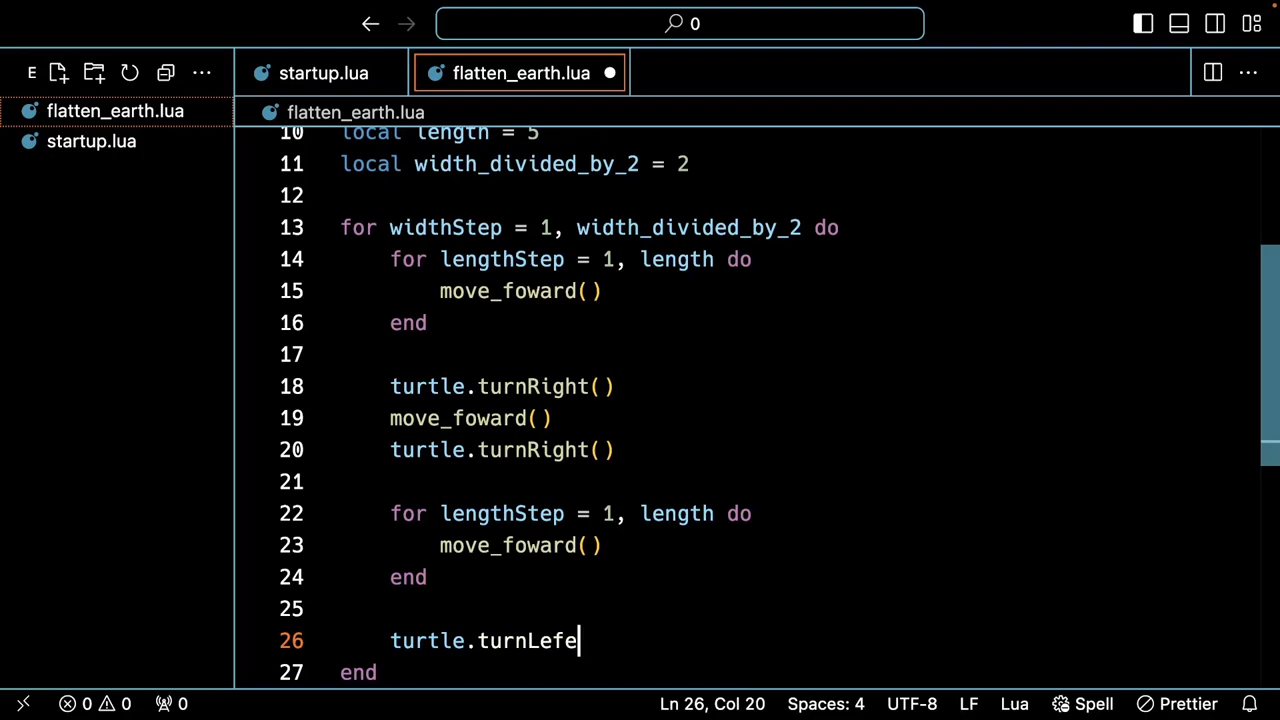 0
E
startup.lua
flatten_earth.lua
flatten_earth.lua
flatten_earth.lua
startup.lua
10 local length = 5
11 local width_divided_by_2 = 2
12
13 for widthStep = 1, width_divided_by_2 do
14 for lengthStep = 1, length do
15 move_foward()
16 end
17
18 turtle.turnRight()
19 move_foward()
20 turtle.turnRight()
21
22 for lengthStep = 1, length do
23 move_foward()
24 end
25
26 turtle.turnLefe
27 end
0 0 0 Ln 26, Col 20 Spaces: 4 UTF-8 LF Lua Spell Prettier